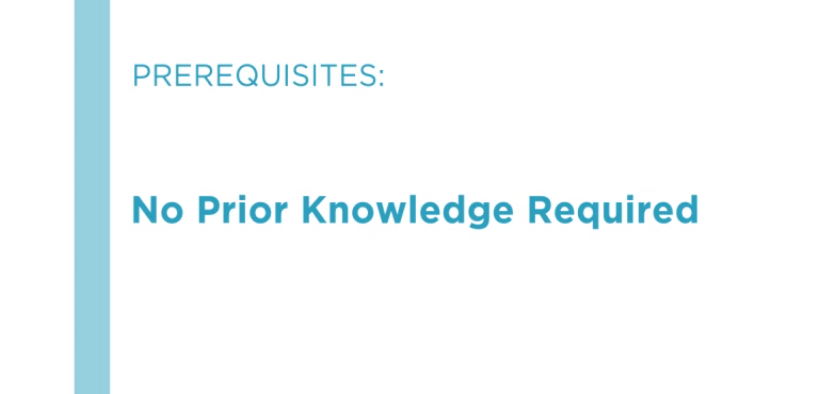 PREREQUISITES:
No Prior Knowledge Required